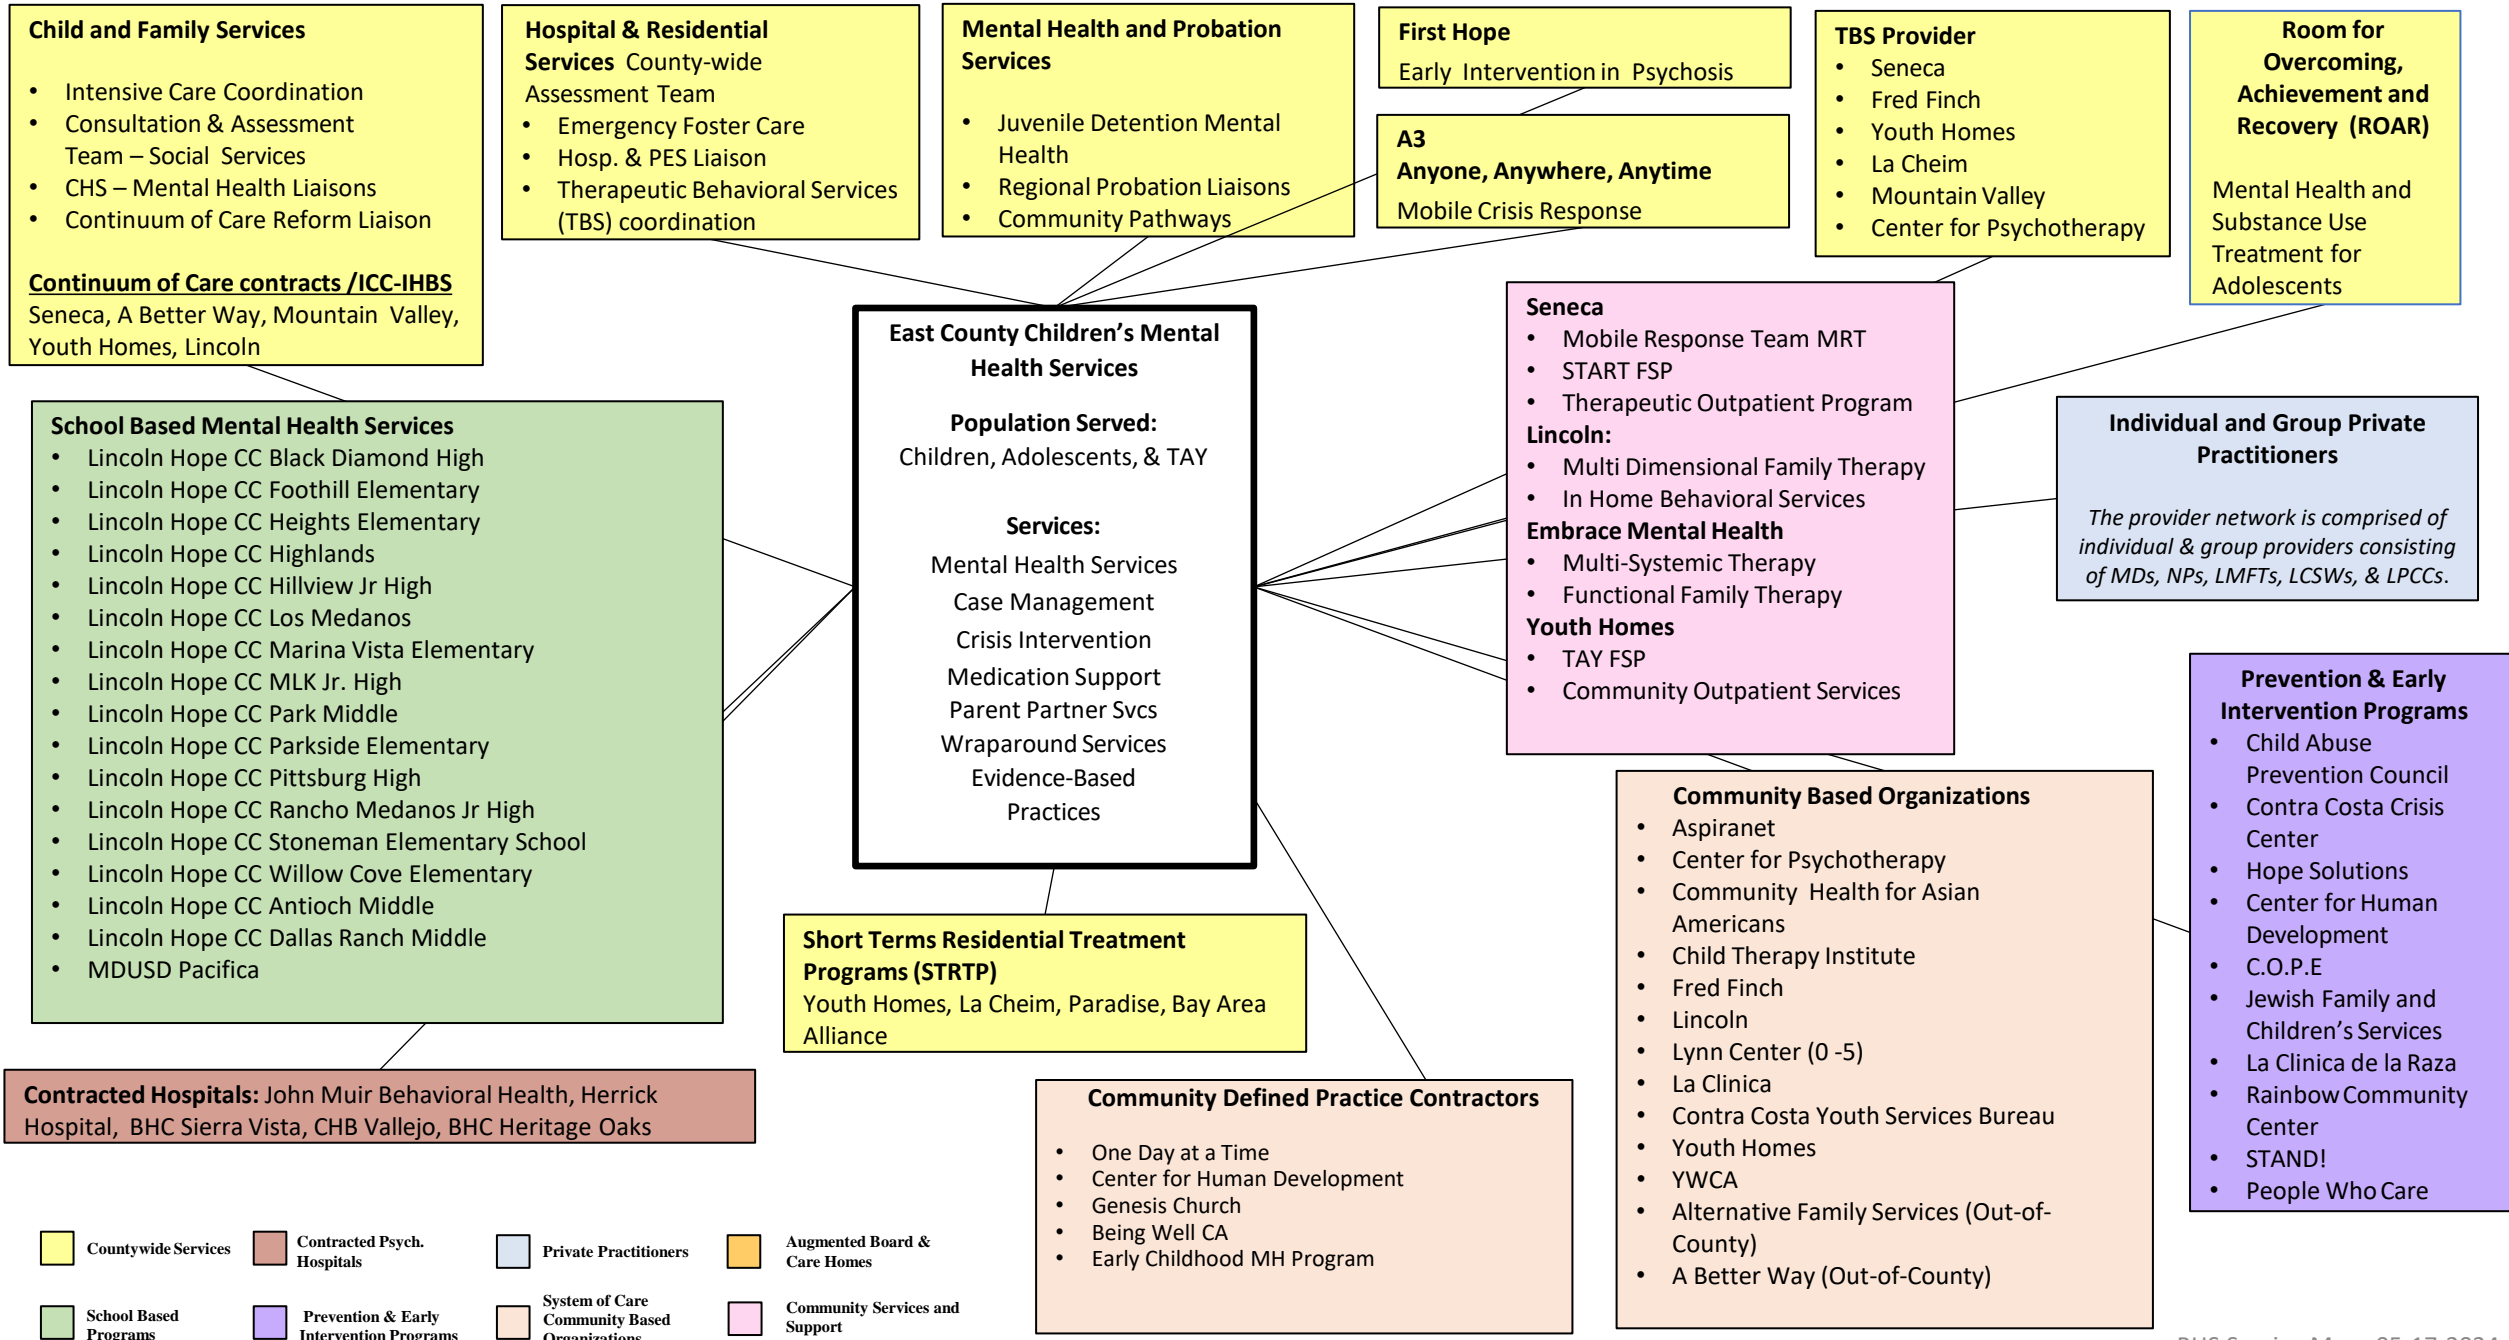 Child and Family Services
• Intensive Care Coordination
• Consultation & Assessment
Team – Social Services
• CHS – Mental Health Liaisons
• Continuum of Care Reform Liaison
Continuum of Care contracts /ICC-IHBS
Seneca, A Better Way, Mountain Valley,
Youth Homes, Lincoln
Hospital & Residential
Services County-wide
Assessment Team
• Emergency Foster Care
• Hosp. & PES Liaison
• Therapeutic Behavioral Services
(TBS) coordination
Mental Health and Probation
Services
• Juvenile Detention Mental
Health
• Regional Probation Liaisons
• Community Pathways
First Hope
Early Intervention in Psychosis
A3
Anyone, Anywhere, Anytime
Mobile Crisis Response
TBS Provider
• Seneca
• Fred Finch
• Youth Homes
• La Cheim
• Mountain Valley
• Center for Psychotherapy
Room for
Overcoming,
Achievement and
Recovery (ROAR)
Mental Health and
Substance Use
Treatment for
Adolescents
East County Children's Mental
Health Services
Population Served:
Children, Adolescents, & TAY
Services:
Mental Health Services
Case Management
Crisis Intervention
Medication Support
Parent Partner Svcs
Wraparound Services
Evidence-Based
Practices
Seneca
• Mobile Response Team MRT
• START FSP
• Therapeutic Outpatient Program
Lincoln:
• Multi Dimensional Family Therapy
• In Home Behavioral Services
Embrace Mental Health
• Multi-Systemic Therapy
• Functional Family Therapy
Youth Homes
• TAY FSP
• Community Outpatient Services
Individual and Group Private
Practitioners
The provider network is comprised of
individual & group providers consisting
of MDs, NPs, LMFTs, LCSWs, & LPCCs.
School Based Mental Health Services
• Lincoln Hope CC Black Diamond High
• Lincoln Hope CC Foothill Elementary
• Lincoln Hope CC Heights Elementary
• Lincoln Hope CC Highlands
• Lincoln Hope CC Hillview Jr High
• Lincoln Hope CC Los Medanos
• Lincoln Hope CC Marina Vista Elementary
• Lincoln Hope CC MLK Jr. High
• Lincoln Hope CC Park Middle
• Lincoln Hope CC Parkside Elementary
• Lincoln Hope CC Pittsburg High
• Lincoln Hope CC Rancho Medanos Jr High
• Lincoln Hope CC Stoneman Elementary School
• Lincoln Hope CC Willow Cove Elementary
• Lincoln Hope CC Antioch Middle
• Lincoln Hope CC Dallas Ranch Middle
• MDUSD Pacifica
Prevention & Early
Intervention Programs
• Child Abuse
Prevention Council
• Contra Costa Crisis
Center
• Hope Solutions
• Center for Human
Development
• C.O.P.E
• Jewish Family and
Children's Services
• La Clinica de la Raza
• Rainbow Community
Center
• STAND!
• People Who Care
Community Based Organizations
• Aspiranet
• Center for Psychotherapy
• Community Health for Asian
Americans
• Child Therapy Institute
• Fred Finch
• Lincoln
• Lynn Center (0 -5)
• La Clinica
• Contra Costa Youth Services Bureau
• Youth Homes
• YWCA
• Alternative Family Services (Out-of-
County)
• A Better Way (Out-of-County)
Short Terms Residential Treatment
Programs (STRTP)
Youth Homes, La Cheim, Paradise, Bay Area
Alliance
Contracted Hospitals: John Muir Behavioral Health, Herrick
Hospital, BHC Sierra Vista, CHB Vallejo, BHC Heritage Oaks
Community Defined Practice Contractors
• One Day at a Time
• Center for Human Development
• Genesis Church
• Being Well CA
• Early Childhood MH Program
Countywide Services
Contracted Psych.
Hospitals
Private Practitioners
Augmented Board &
Care Homes
School Based
Programs
Prevention & Early
Intervention Programs
System of Care
Community Based
Organizations
Community Services and
Support